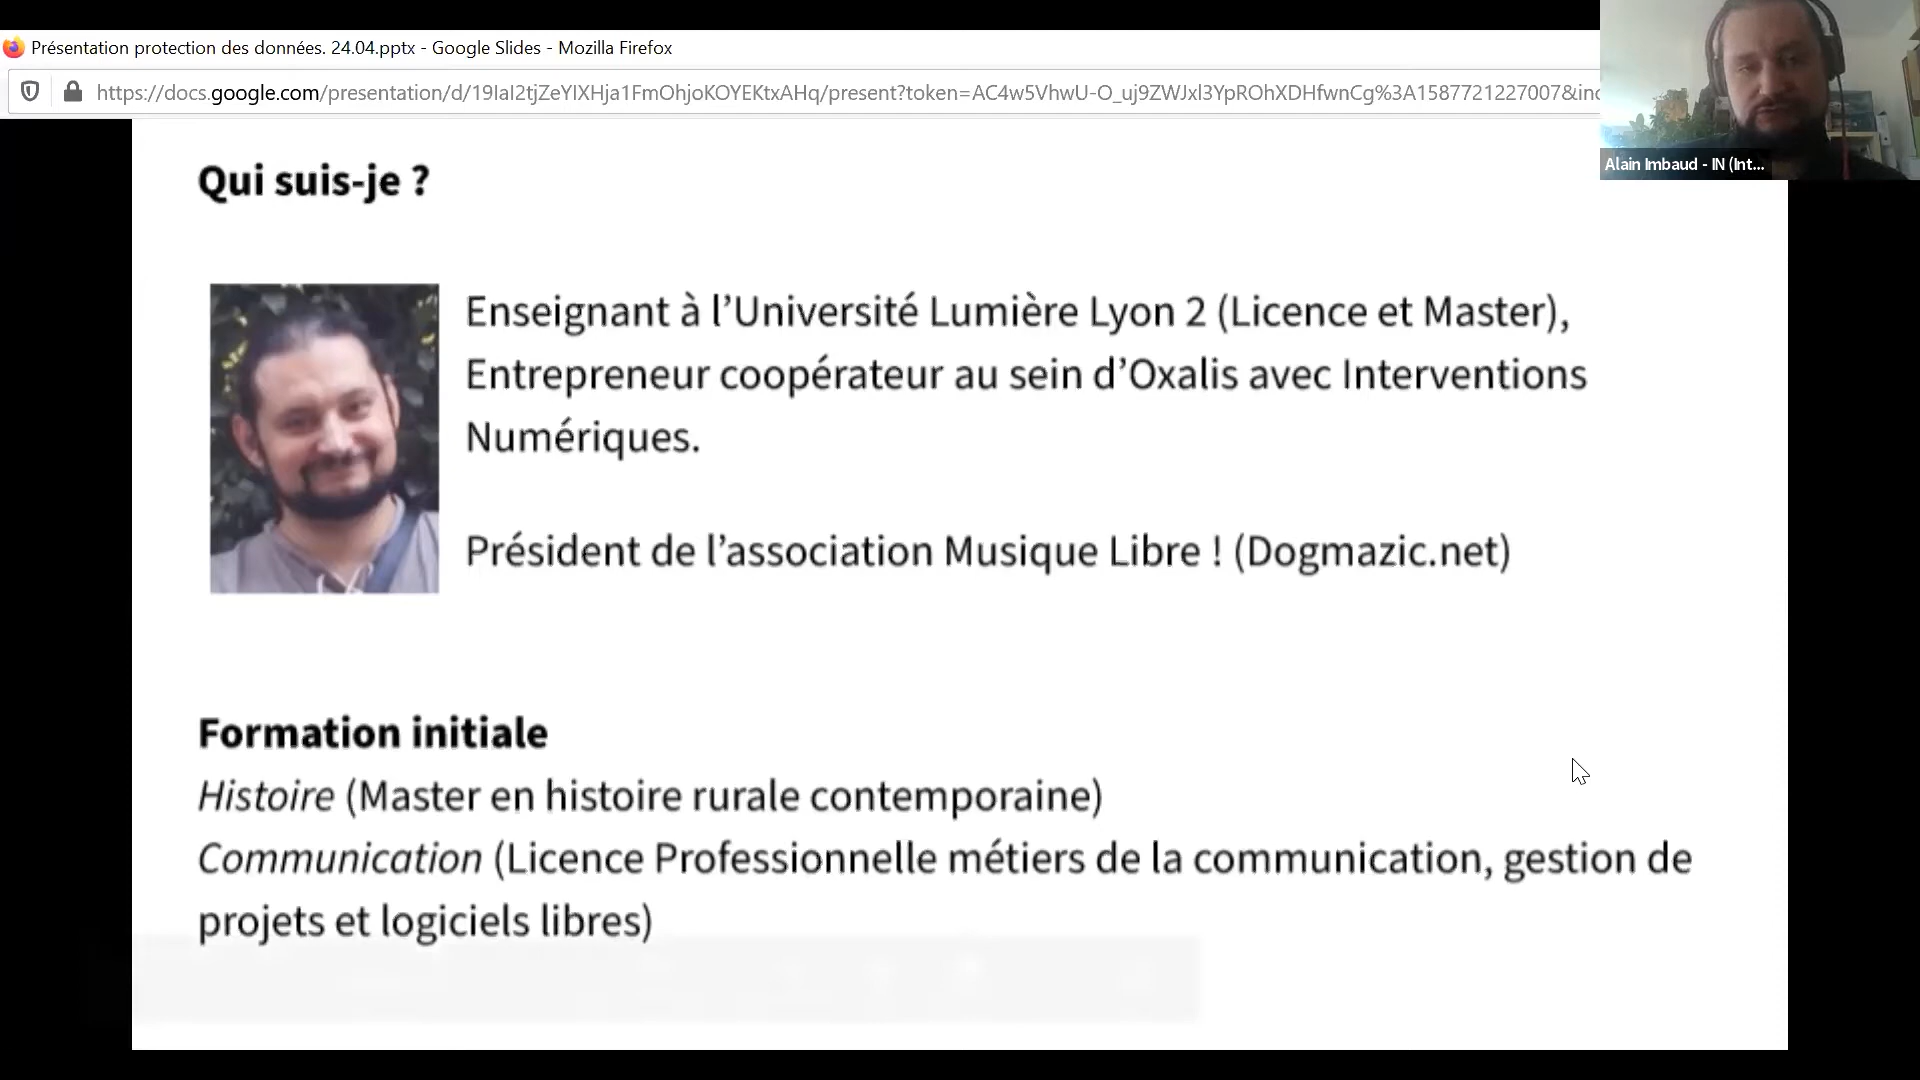 Présentation protection des données. 24.04.pptx - Google Slides - Mozilla Firefox
https://docs.google.com/presentation/d/19IaI2tjZeYlXHja1FmOhjoKOYEKtxAHq/present?token=AC4w5VhwU-O_uj9ZWJxl3YpROhXDHfwnCg%3A1587721227007&inc
Alain Imbaud - IN (Int...
Qui suis-je ?
Enseignant à l’Université Lumière Lyon 2 (Licence et Master),
Entrepreneur coopérateur au sein d’Oxalis avec Interventions
Numériques.
Président de l’association Musique Libre ! (Dogmazic.net)
Formation initiale
Histoire (Master en histoire rurale contemporaine)
Communication (Licence Professionnelle métiers de la communication, gestion de
projets et logiciels libres)